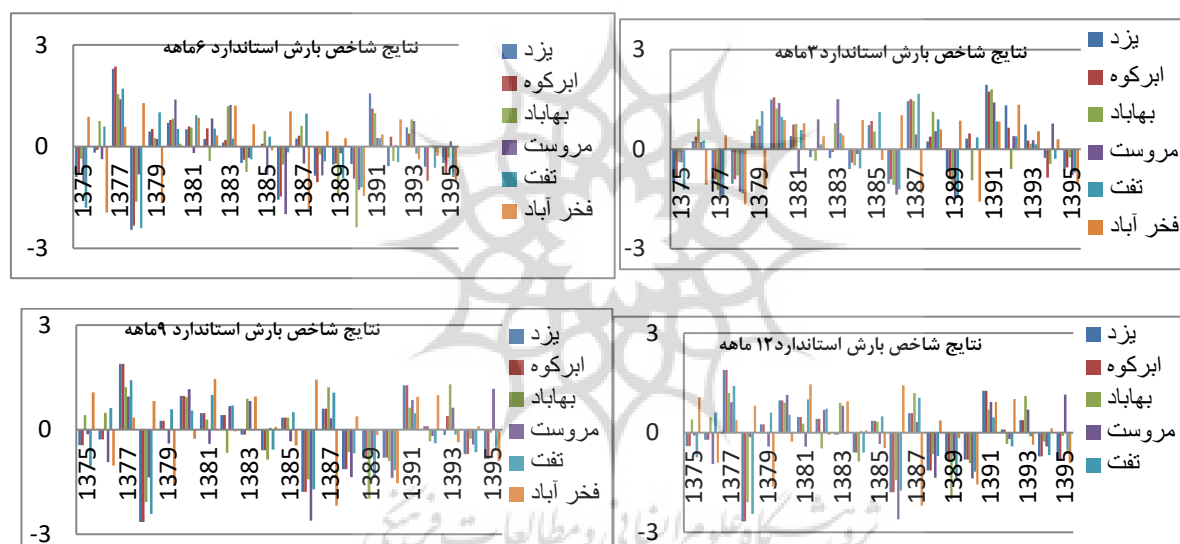 نتایج شاخص بارش استاندارد ۶ماهه
3
0
-3
1375
1377
1379
1381
1383
1385
1387
1389
1391
1393
1395
یزد
ابرکوه
بهاباد
مروست
تفت
فخر آباد
نتایج شاخص بارش استاندارد۳ماهه
3
0
-3
1375
1377
1379
1381
1383
1385
1387
1389
1391
1393
1395
یزد
ابرکوه
بهاباد
مروست
تفت
فخر آباد
نتایج شاخص بارش استاندارد ۹ماهه
3
0
-3
1375
1377
1379
1381
1383
1385
1387
1389
1391
1393
1395
یزد
ابرکوه
بهاباد
مروست
تفت
فخر آباد
نتایج شاخص بارش استاندارد۱۲ ماهه
3
0
-3
1375
1377
1379
1381
1383
1385
1387
1389
1391
1393
1395
یزد
ابرکوه
بهاباد
مروست
تفت
پژوهشگاه علوم انسانی و مطالعات فرهنگی